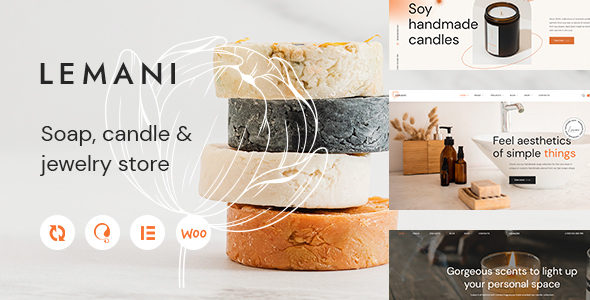 LEMANI
Soap, candle &
jewelry store
WOO
Soy
handmade
candles
Feel aesthetics
of simple things
Gorgeous scents to light up
your personal space